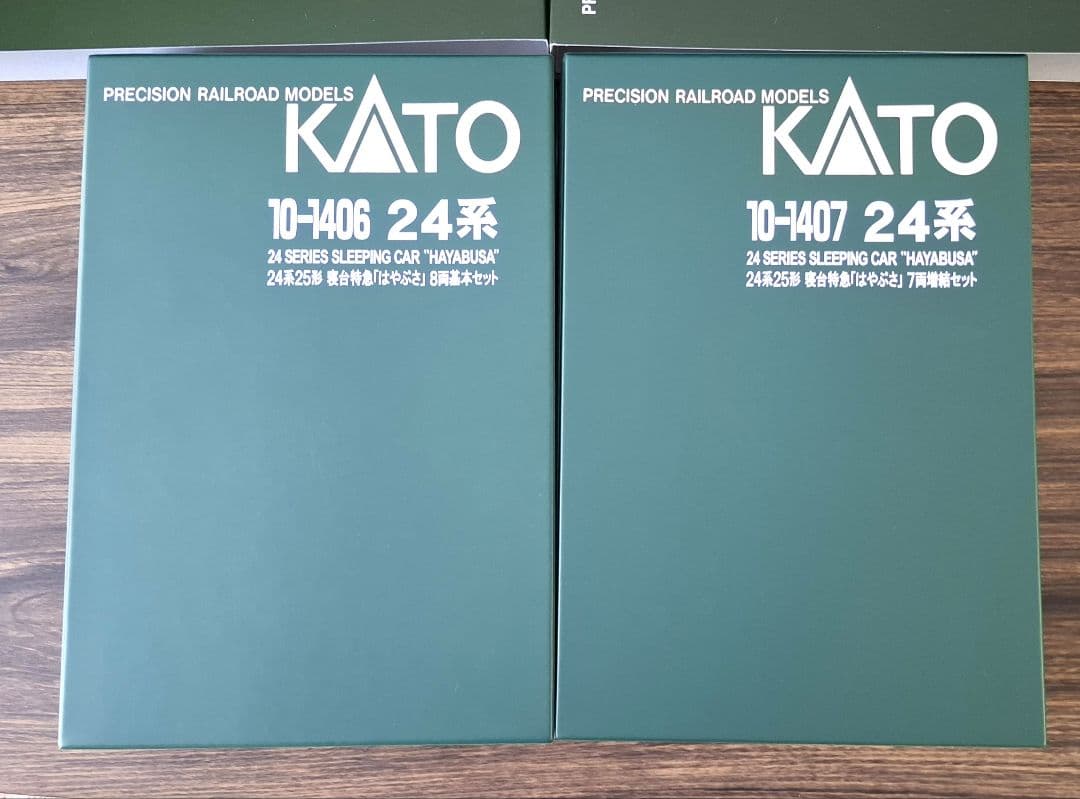 PRECISION RAILROAD MODELS
KATO
10-1406 24系
24 SERIES SLEEPING CAR "HAYABUSA"
24系25形 寝台特急「はやぶさ」 8両基本セット
PRECISION RAILROAD MODELS
KATO
10-1407 24系
24 SERIES SLEEPING CAR "HAYABUSA"
24系25形 寝台特急「はやぶさ」 7両増結セット